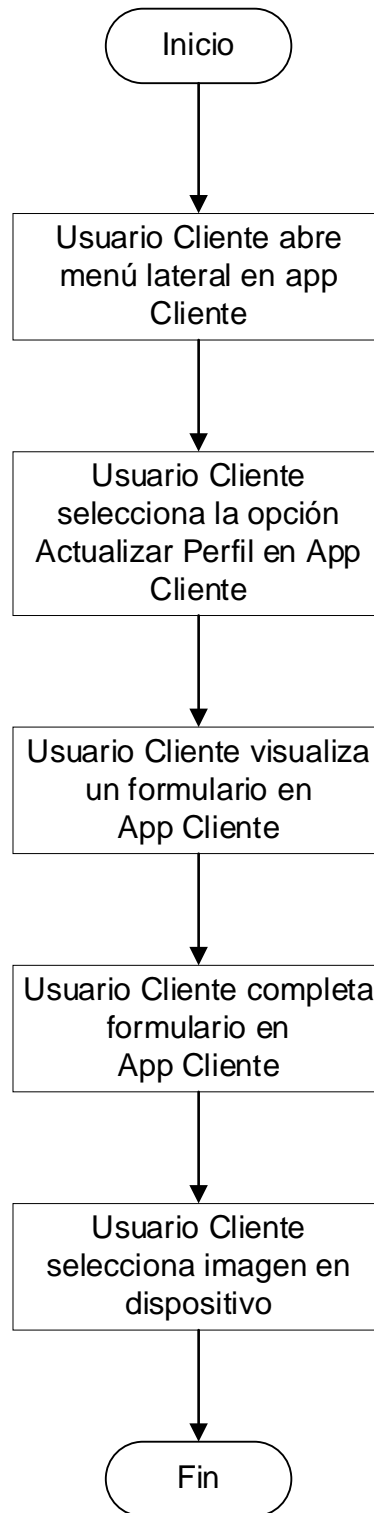 Inicio
Usuario Cliente abre
menú lateral en app
Cliente
Usuario Cliente
selecciona la opción
Actualizar Perfil en App
Cliente
Usuario Cliente visualiza
un formulario en
App Cliente
Usuario Cliente completa
formulario en
App Cliente
Usuario Cliente
selecciona imagen en
dispositivo
Fin